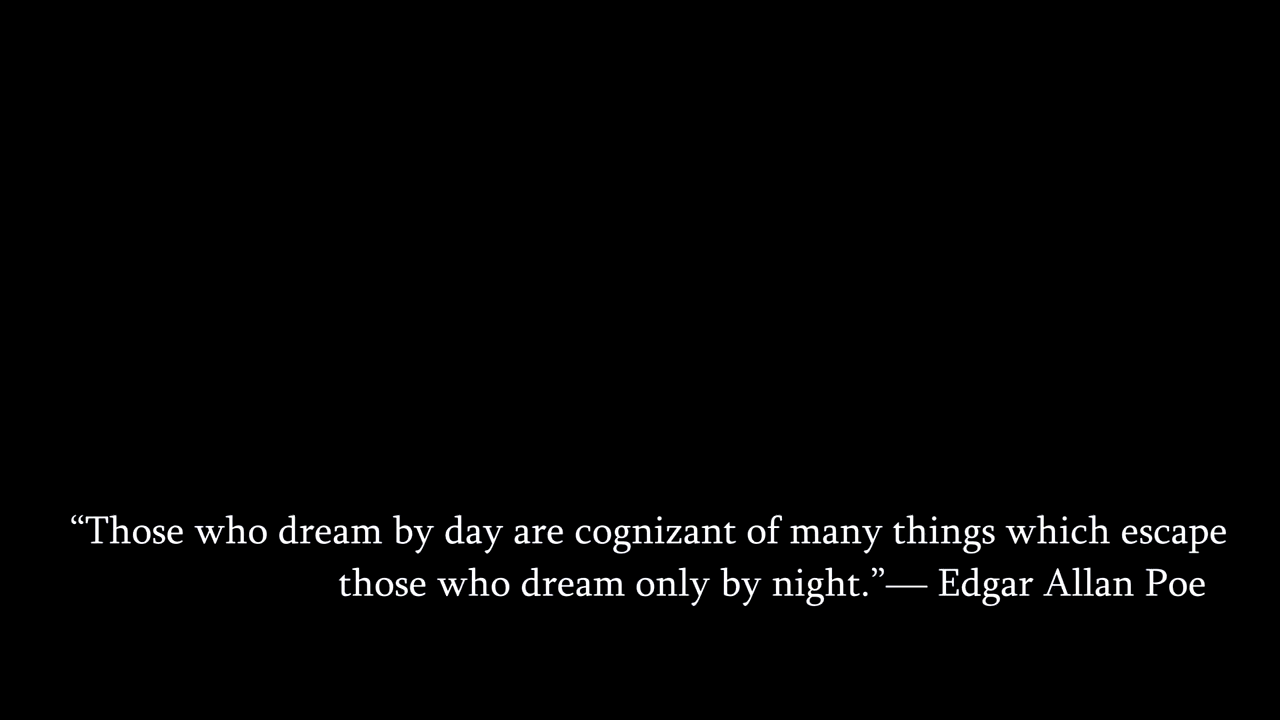 “Those who dream by day are cognizant of many things which escape
those who dream only by night.”— Edgar Allan Poe